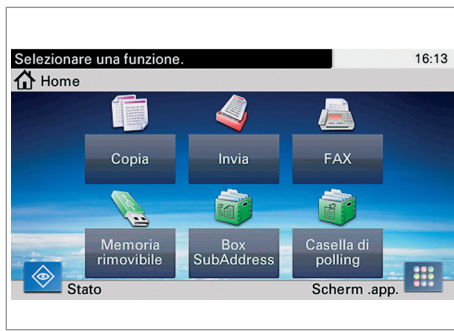 Selezionare una funzione.
16:13
Home
Copia
Invia
FAX
Memoria
rimovibile
Box
SubAddress
Casella di
polling
Stato
Scherm .app.